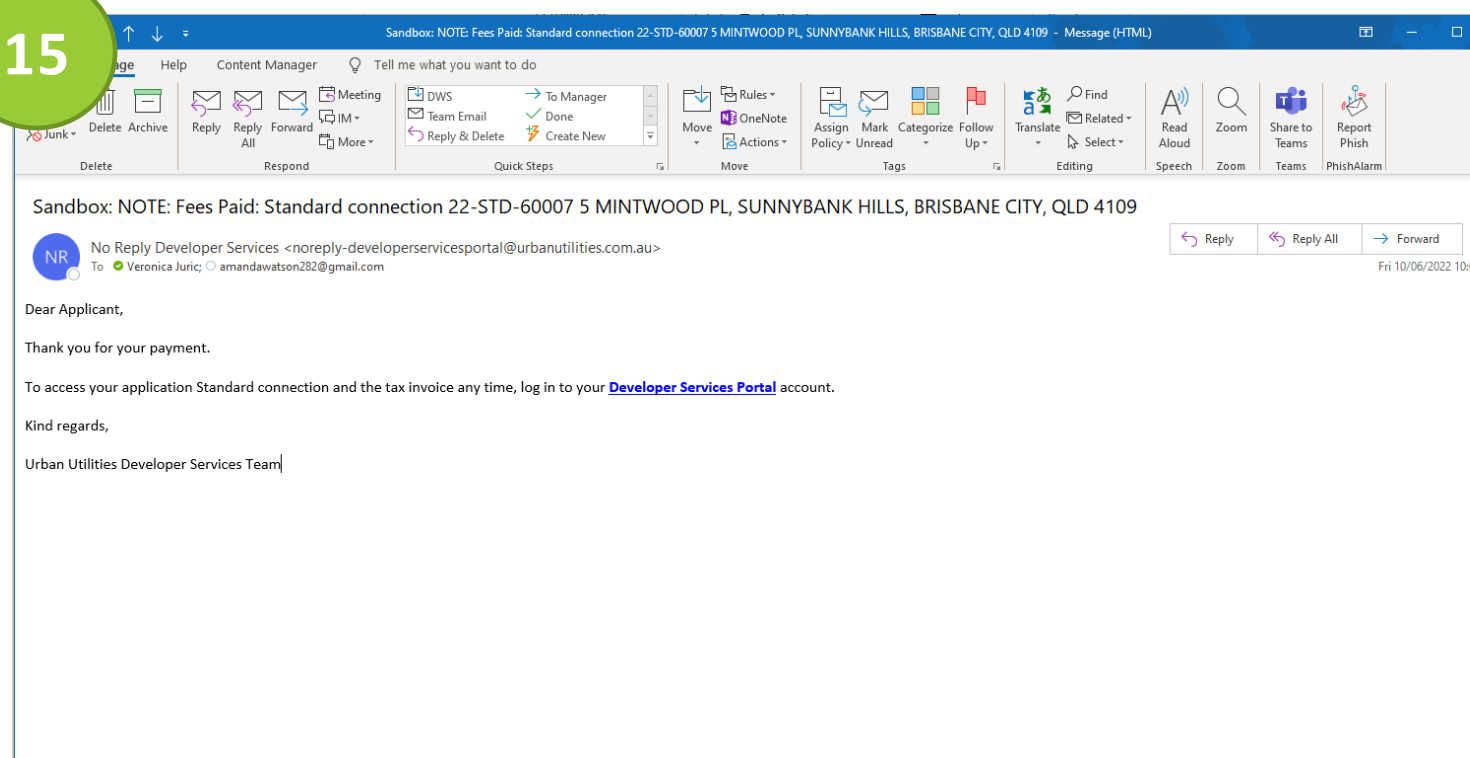 15
Sandbox: NOTE: Fees Paid: Standard connection 22-STD-60007 5 MINTWOOD PL, SUNNYBANK HILLS, BRISBANE CITY, QLD 4109 - Message (HTML)
Help Content Manager Tell me what you want to do
Junk
Delete
Archive
Reply
Reply All
Forward
Meeting
IM
More
DWS
Team Email
Reply & Delete
To Manager
Done
Create New
Move
Rules
OneNote
Actions
Assign Policy
Mark Unread
Categorize
Follow Up
Translate
Find
Related
Select
Read Aloud
Zoom
Share to Teams
Report Phish
Delete Respond Quick Steps Move Tags Editing Speech Zoom Teams PhishAlarm
Sandbox: NOTE: Fees Paid: Standard connection 22-STD-60007 5 MINTWOOD PL, SUNNYBANK HILLS, BRISBANE CITY, QLD 4109
NR
No Reply Developer Services <noreply-developerservicesportal@urbanutilities.com.au>
To Veronica Juric; amandawatson282@gmail.com
Reply Reply All Forward
Fri 10/06/2022
Dear Applicant,
Thank you for your payment.
To access your application Standard connection and the tax invoice any time, log in to your Developer Services Portal account.
Kind regards,
Urban Utilities Developer Services Team